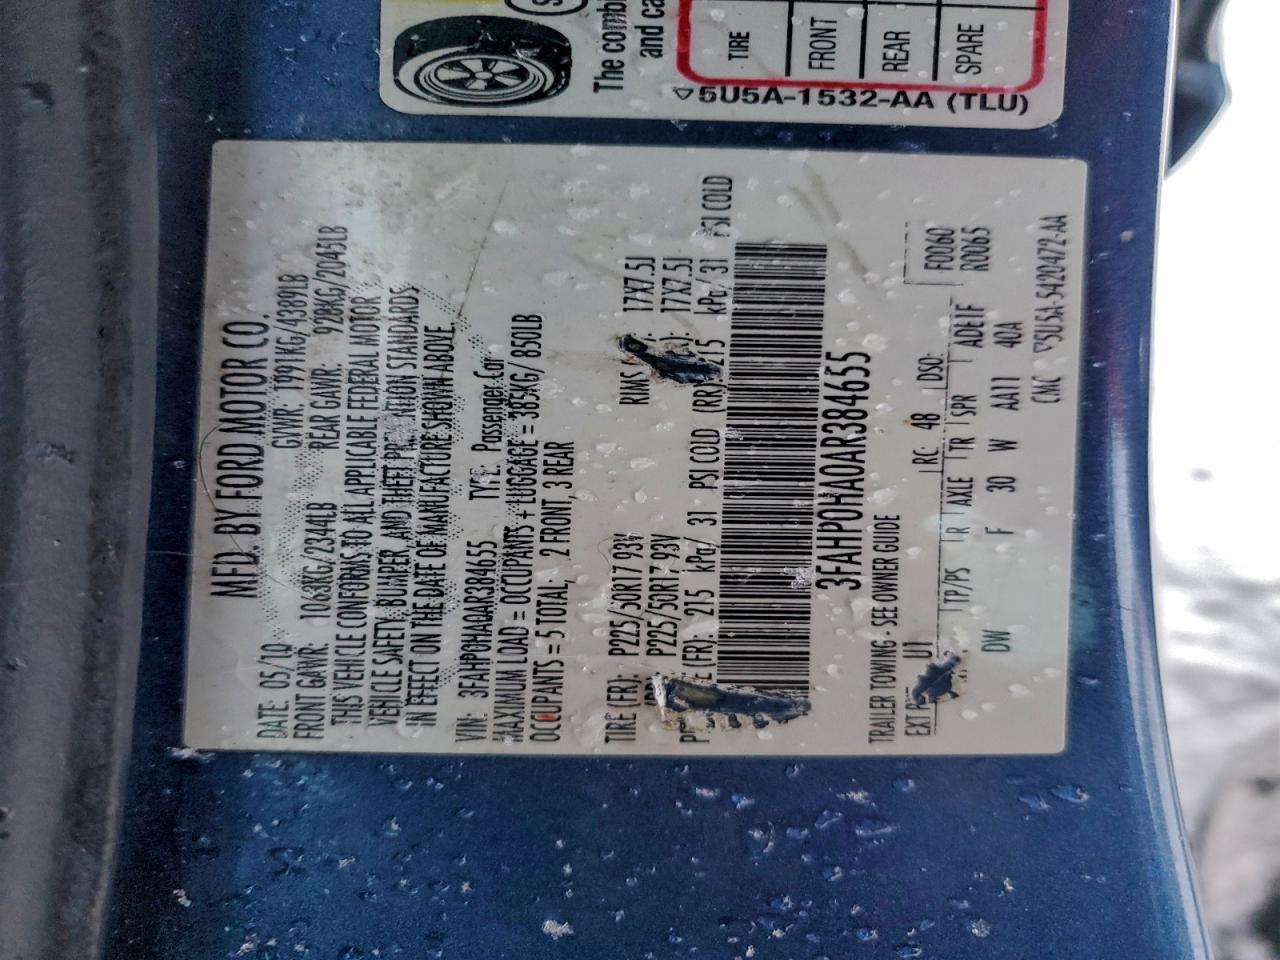 The comb
and ca
TIRE
FRONT
REAR
SPARE
5U5A-1532-AA (TLU)
MFD. BY FORD MOTOR CO.
DATE: 05/10 GVWR: 1991KG/4389LB
FRONT GAWR: 1063KG/2344LB REAR GAWR: 928KG/2045LB
THIS VEHICLE CONFORMS TO ALL APPLICABLE FEDERAL MOTOR
VEHICLE SAFETY, BUMPER, AND THEFT PREVENTION STANDARDS
IN EFFECT ON THE DATE OF MANUFACTURE SHOWN ABOVE.
VIN: 3FAHP0HA0AR384655 TYPE: Passenger Car
MAXIMUM LOAD = OCCUPANTS + LUGGAGE = 385KG/ 850LB
OCCUPANTS = 5 TOTAL; 2 FRONT, 3 REAR
TIRE (FR): P225/50R17 93V RIMS 17X7.5J
P225/50R17 93V 17X7.5J
(FR): 215 kPa/ 31 PSI COLD (RR): 215 kPa/ 31 PSI COLD
3FAHP0HA0AR384655
TRAILER TOWING - SEE OWNER GUIDE
EXT U1 RC: 48 DSO: F0060
TP/PS R AXLE TR SPR ADE1F R0065
DW F 30 W AA11 40A
CMC 5U5A-5420472-AA